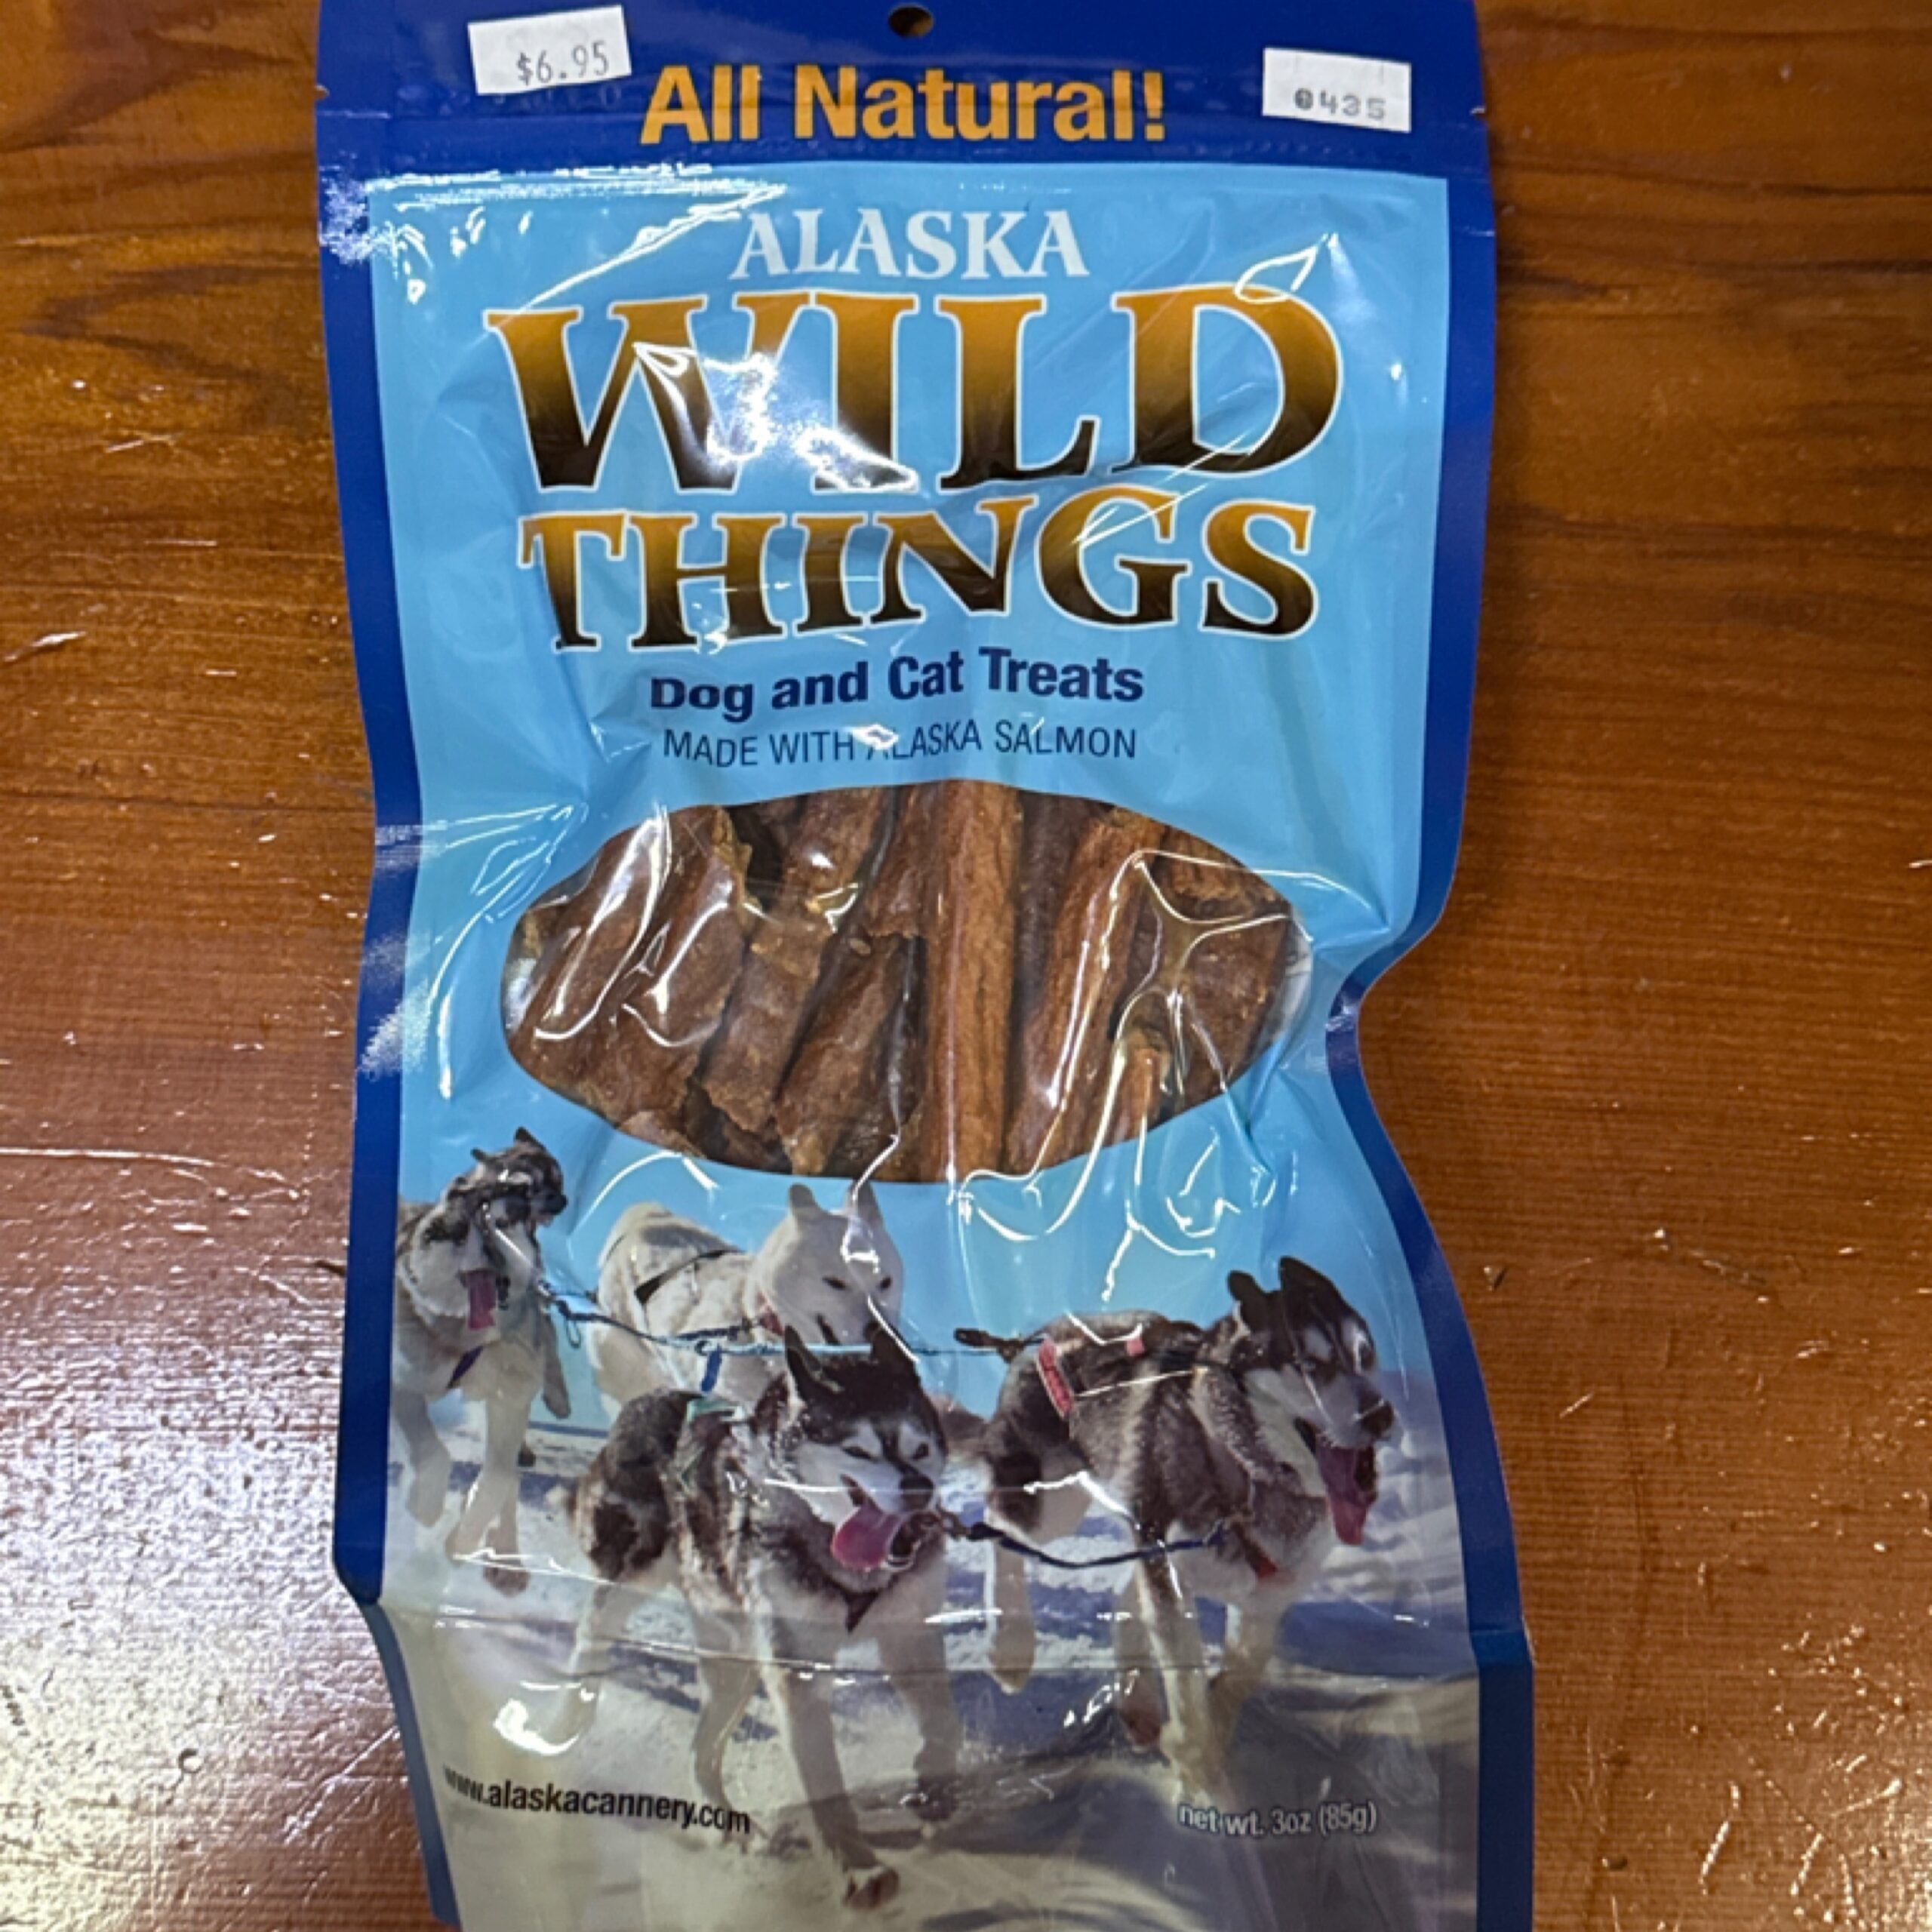 $6.95
All Natural!
0435
ALASKA
WILD
THINGS
Dog and Cat Treats
MADE WITH ALASKA SALMON
www.alaskacannery.com
net wt. 3oz (85g)